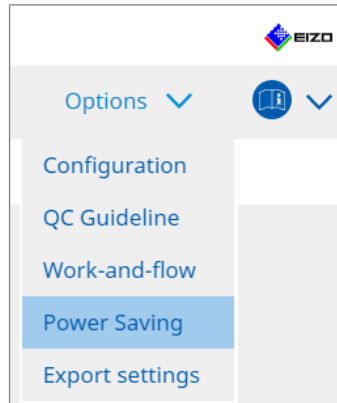 EIZO
Options
Configuration
QC Guideline
Work-and-flow
Power Saving
Export settings